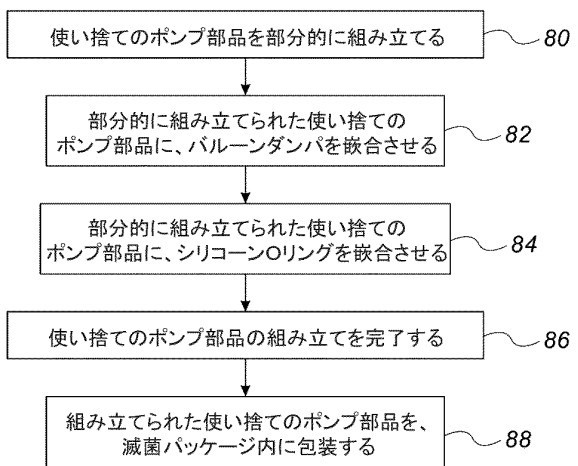 使い捨てのポンプ部品を部分的に組み立てる
80
部分的に組み立てられた使い捨ての
ポンプ部品に、バルーンダンパを嵌合させる
82
部分的に組み立てられた使い捨ての
ポンプ部品に、シリコーンOリングを嵌合させる
84
使い捨てのポンプ部品の組み立てを完了する
86
組み立てられた使い捨てのポンプ部品を、
滅菌パッケージ内に包装する
88